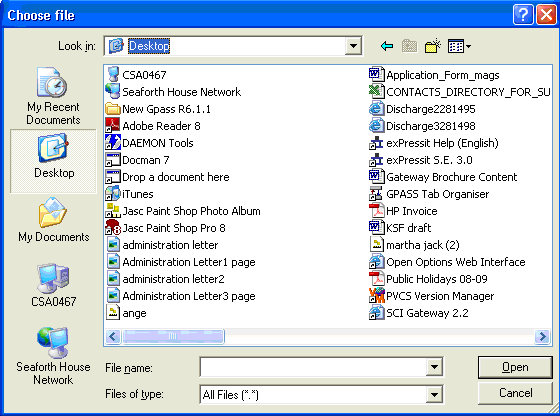 Choose file
Look in: Desktop
My Recent Documents
Desktop
My Documents
CSA0467
Seaforth House Network
CSA0467
Seaforth House Network
New Gpass R6.1.1
Adobe Reader 8
DAEMON Tools
Docman 7
Drop a document here
iTunes
Jasc Paint Shop Photo Album
Jasc Paint Shop Pro 8
administration letter
Administration Letter1 page
administration letter2
Administration Letter3 page
ange
Application_Form_mags
CONTACTS_DIRECTORY_FOR_SU
Discharge2281495
Discharge3281498
exPressit Help (English)
exPressit S.E. 3.0
Gateway Brochure Content
GPASS Tab Organiser
HP Invoice
KSF draft
martha jack (2)
Open Options Web Interface
Public Holidays 08-09
PVCS Version Manager
SCI Gateway 2.2
File name:
Open
Files of type: All Files (*.*)
Cancel